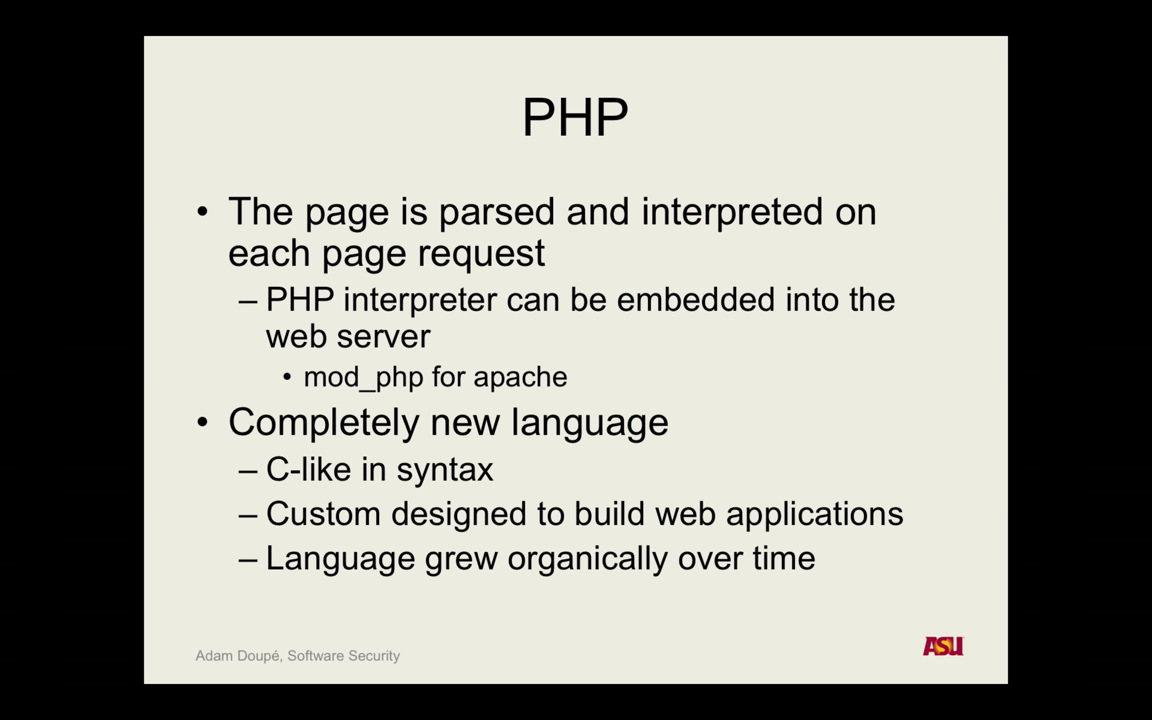 PHP
• The page is parsed and interpreted on
each page request
– PHP interpreter can be embedded into the
web server
• mod_php for apache
• Completely new language
– C-like in syntax
– Custom designed to build web applications
– Language grew organically over time
Adam Doupé, Software Security
ASU